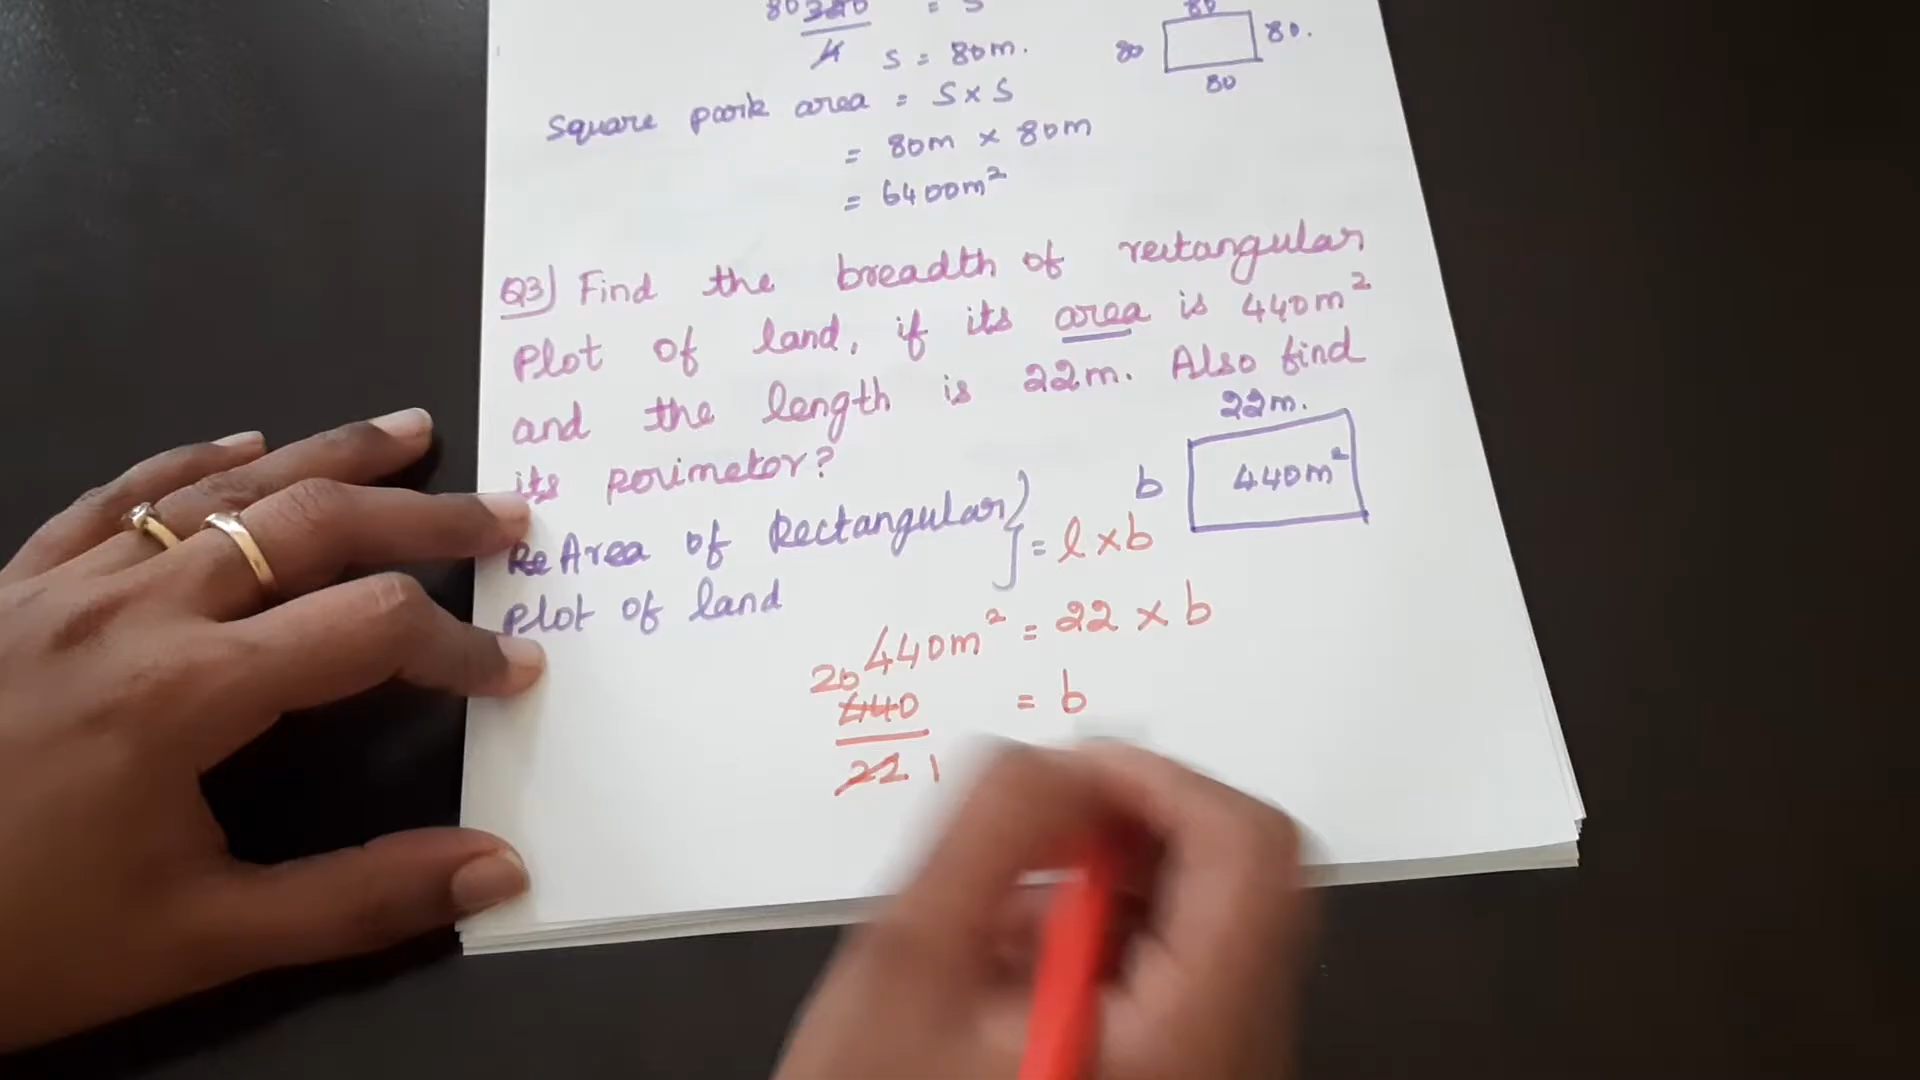 80 320 = S
4 S = 80m.
80
80 80.
80
Square park area = S x S
= 80m x 80m
= 6400m²
Q3) Find the breadth of rectangular
Plot of land, if its area is 440m²
and the length is 22m. Also find
its perimeter?
22m.
b 440m²
Re Area of Rectangular } = l x b
Plot of land
440m² = 22 x b
20
440 = b
22 1